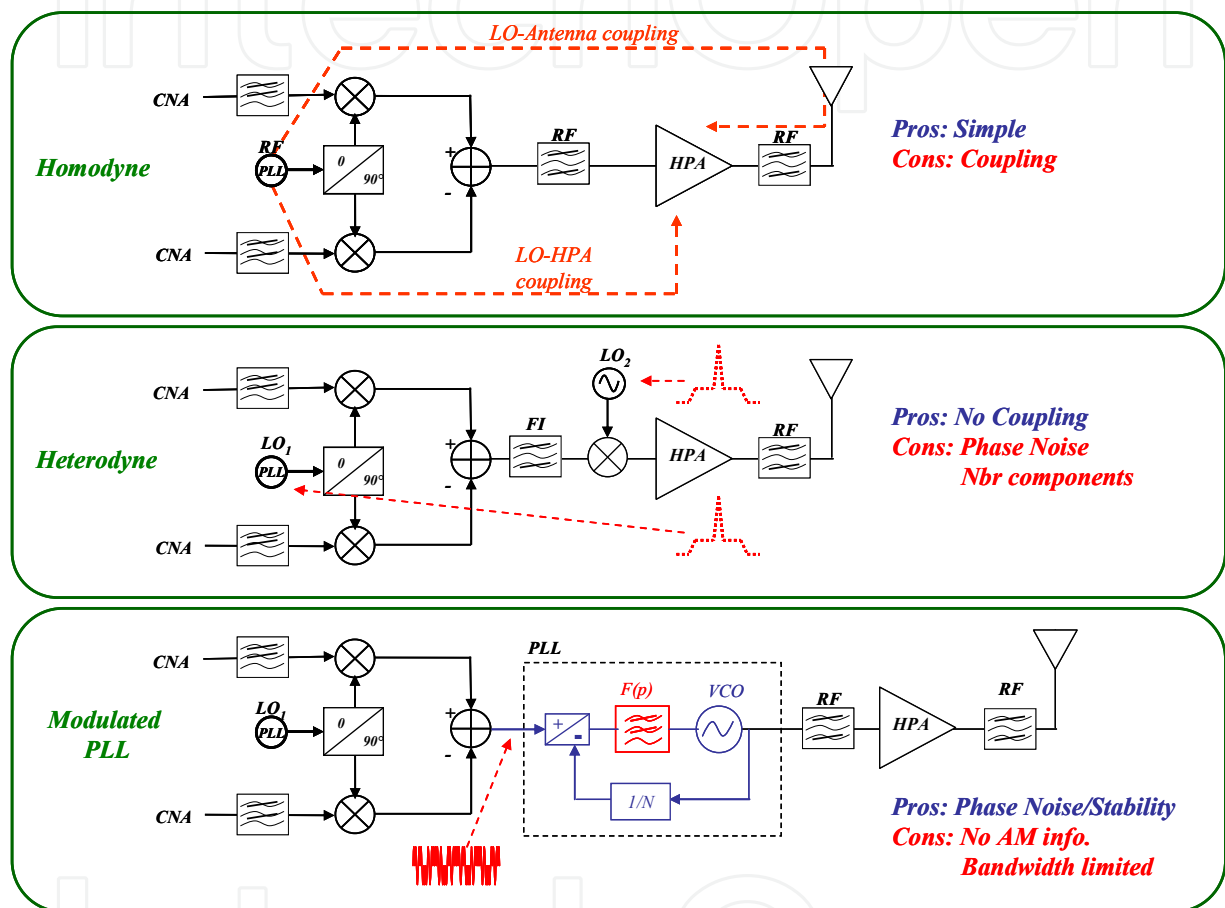 IntechOpen
LO-Antenna coupling
CNA
RF
PLL
0
90°
+
-
RF
HPA
RF
Homodyne
CNA
LO-HPA
coupling
Pros: Simple
Cons: Coupling
CNA
LO1
PLL
0
90°
+
-
FI
LO2
HPA
RF
Heterodyne
CNA
Pros: No Coupling
Cons: Phase Noise
Nbr components
CNA
LO1
PLL
0
90°
+
-
PLL
+
-
F(p)
VCO
1/N
RF
HPA
RF
Modulated
PLL
CNA
Pros: Phase Noise/Stability
Cons: No AM info.
Bandwidth limited